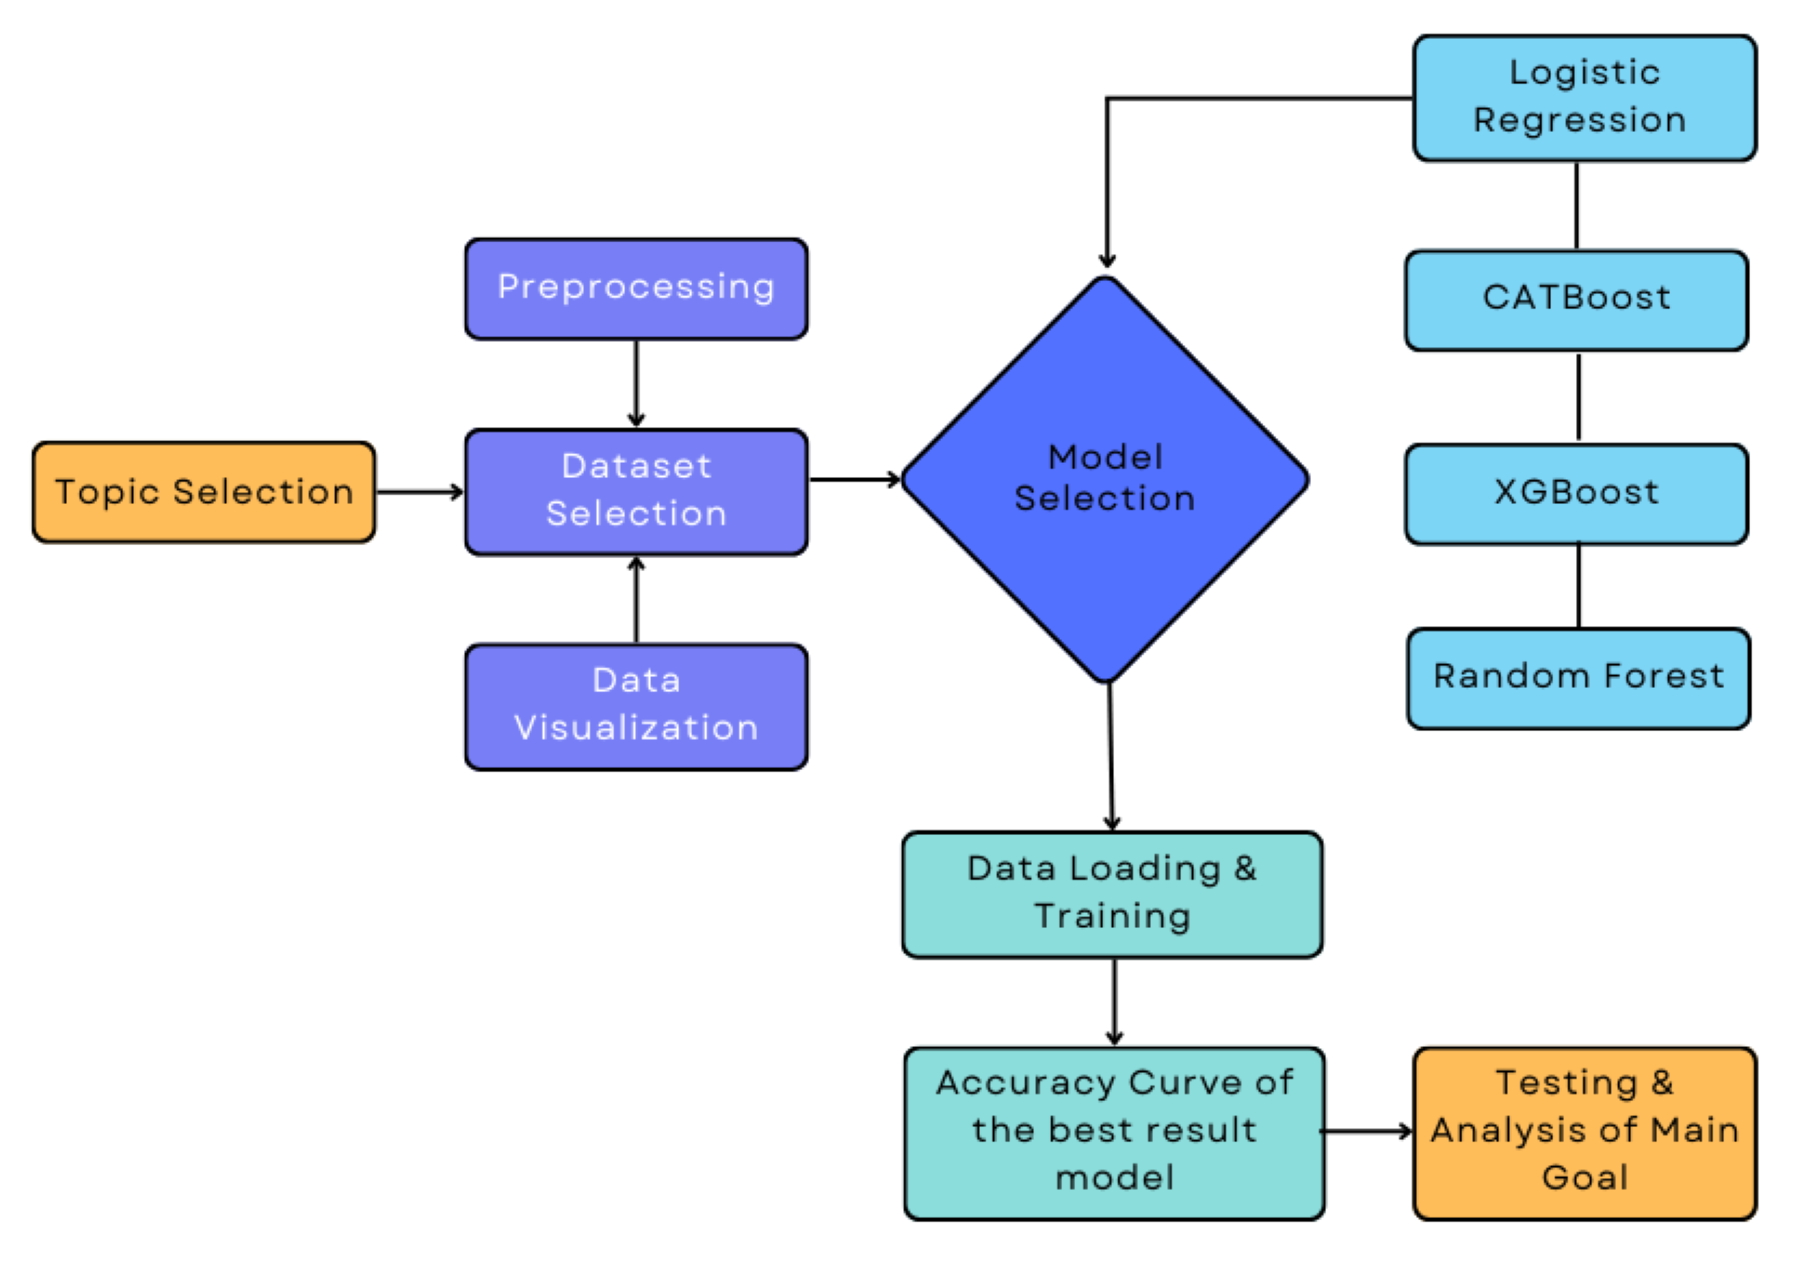 Topic Selection
Preprocessing
Dataset
Selection
Data
Visualization
Model
Selection
Logistic
Regression
CATBoost
XGBoost
Random Forest
Data Loading &
Training
Accuracy Curve of
the best result
model
Testing &
Analysis of Main
Goal